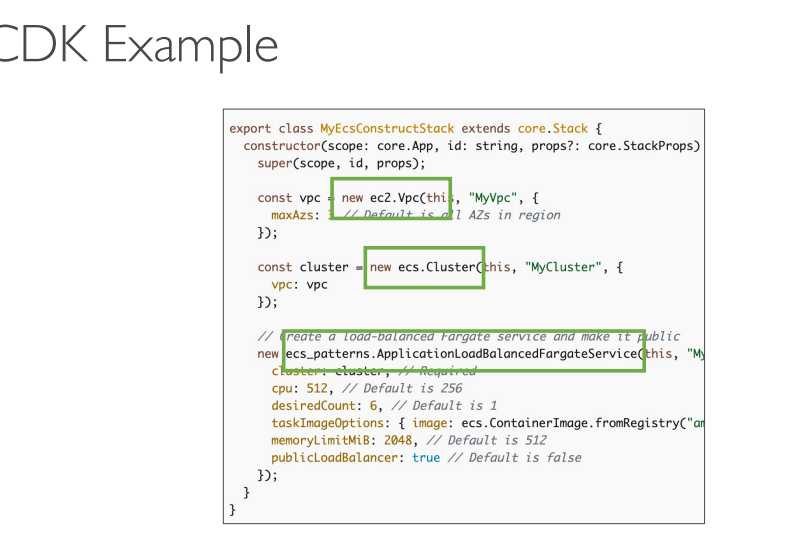 CDK Example
export class MyEcsConstructStack extends core.Stack {
constructor(scope: core.App, id: string, props?: core.StackProps)
super(scope, id, props);
const vpc = new ec2.Vpc(this, "MyVpc", {
maxAzs: // Default is all AZs in region
});
const cluster = new ecs.Cluster(this, "MyCluster", {
vpc: vpc
});
// Create a load-balanced Fargate service and make it public
new ecs_patterns.ApplicationLoadBalancedFargateService(this, "My
cluster: cluster, // Required
cpu: 512, // Default is 256
desiredCount: 6, // Default is 1
taskImageOptions: { image: ecs.ContainerImage.fromRegistry("am
memoryLimitMiB: 2048, // Default is 512
publicLoadBalancer: true // Default is false
});
}
}